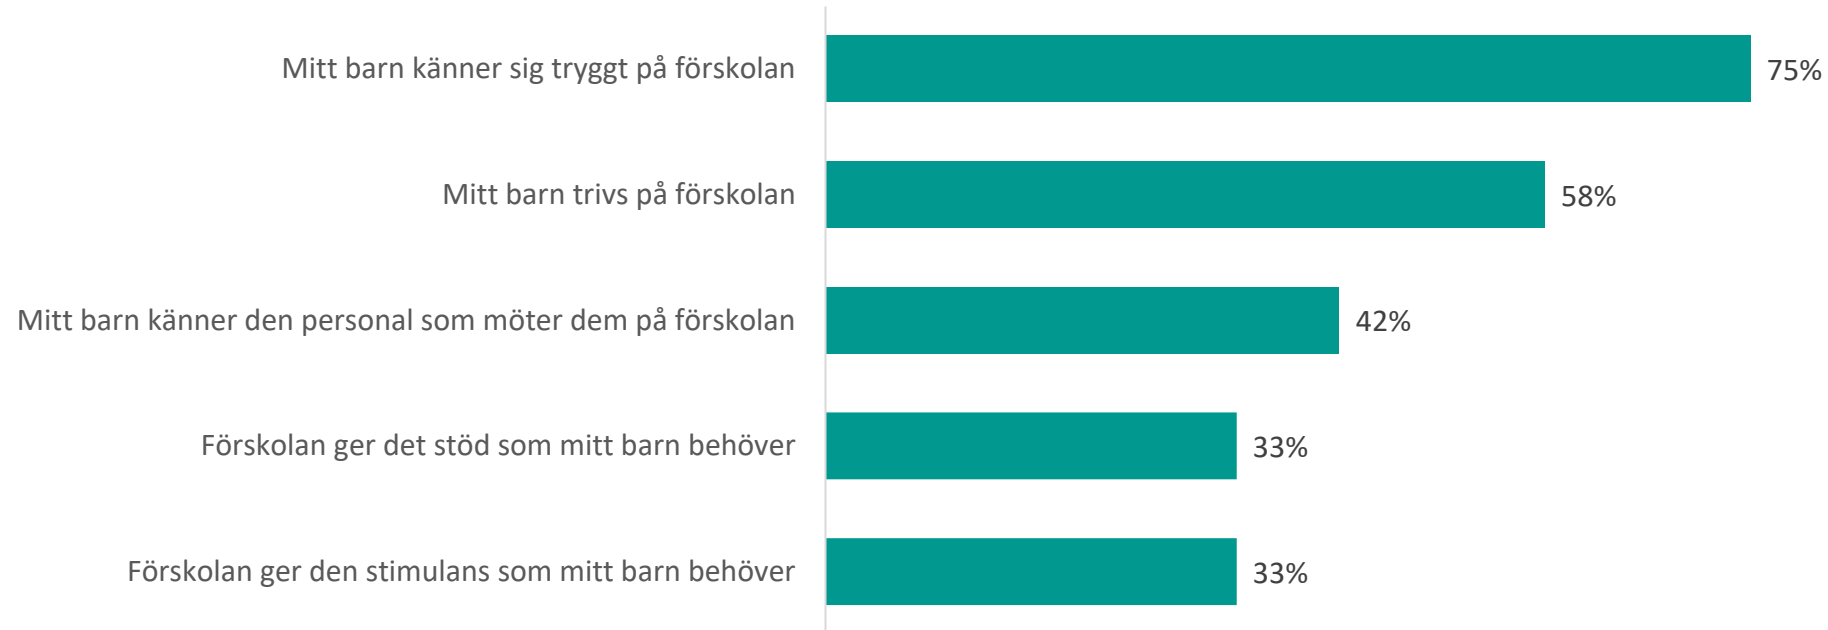 Mitt barn känner sig tryggt på förskolan 75%
Mitt barn trivs på förskolan 58%
Mitt barn känner den personal som möter dem på förskolan 42%
Förskolan ger det stöd som mitt barn behöver 33%
Förskolan ger den stimulans som mitt barn behöver 33%